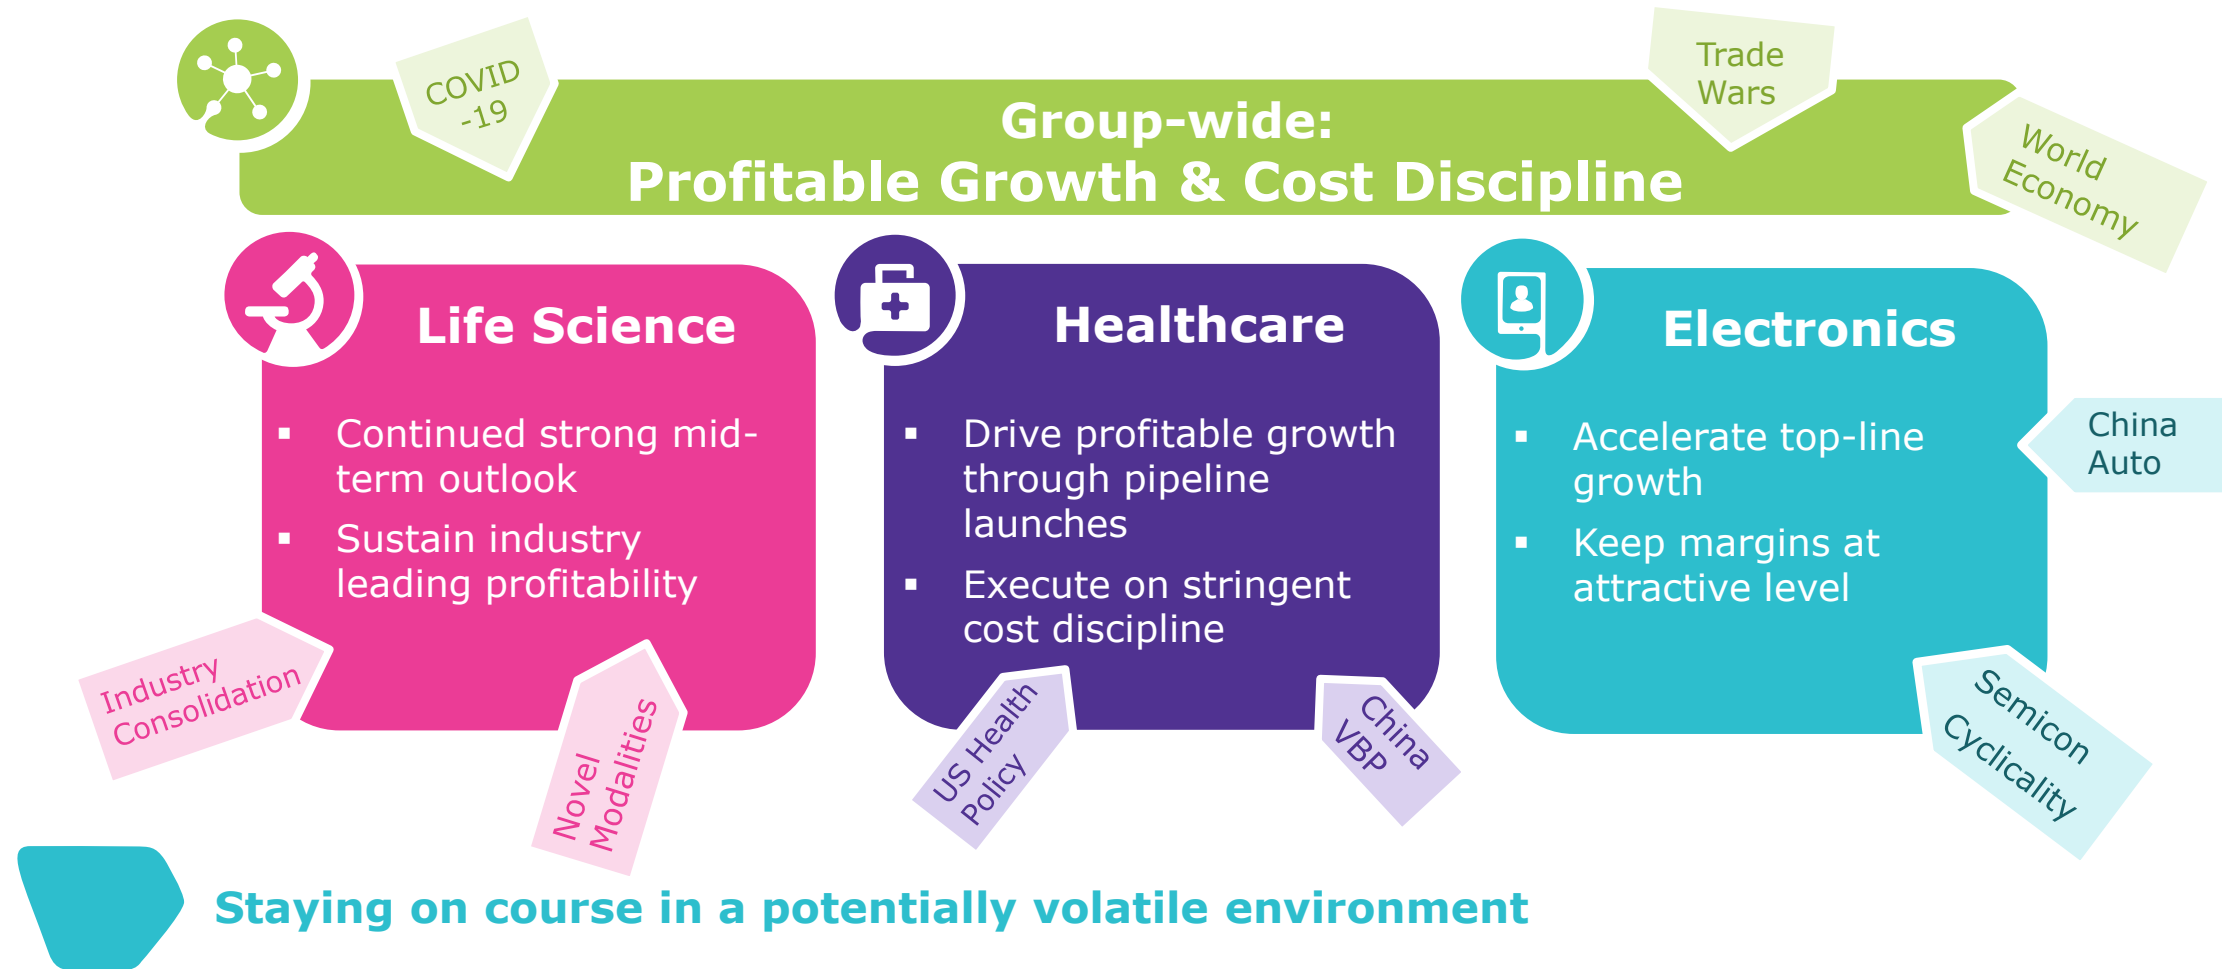 COVID
-19
Trade
Wars
Group-wide:
Profitable Growth & Cost Discipline
World
Economy
Life Science
▪ Continued strong mid-
term outlook
▪ Sustain industry
leading profitability
Industry
Consolidation
Novel
Modalities
Healthcare
▪ Drive profitable growth
through pipeline
launches
▪ Execute on stringent
cost discipline
US Health
Policy
China
VBP
Electronics
▪ Accelerate top-line
growth
▪ Keep margins at
attractive level
China
Auto
Semicon
Cyclicality
Staying on course in a potentially volatile environment